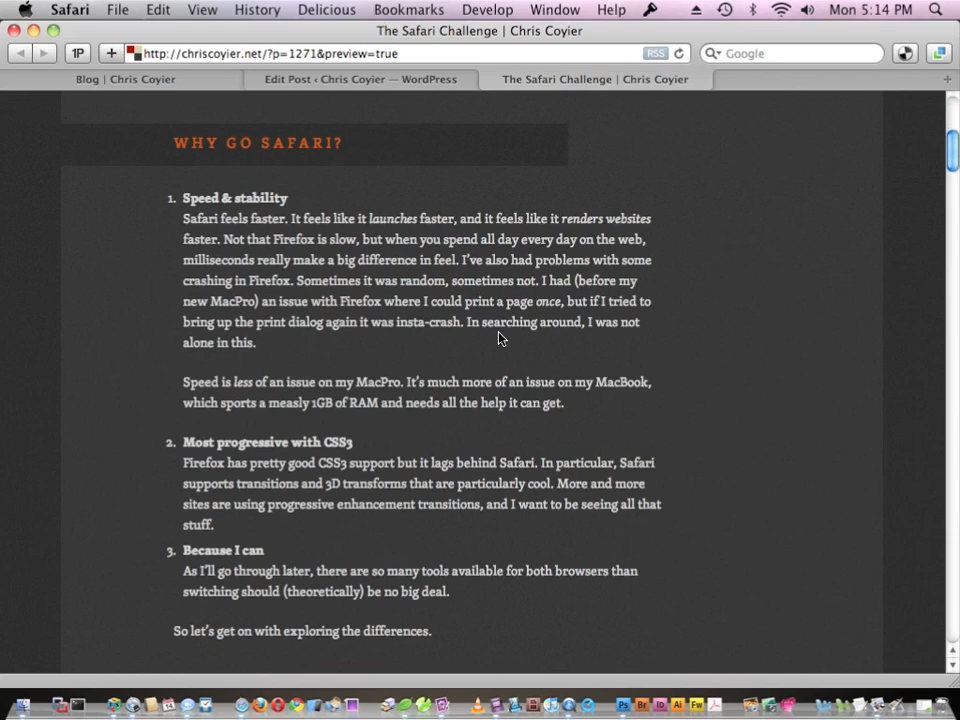 Safari File Edit View History Delicious Bookmarks Develop Window Help Mon 5:14 PM
The Safari Challenge | Chris Coyier
1P + http://chriscoyier.net/?p=1271&preview=true RSS Google
Blog | Chris Coyier Edit Post ‹ Chris Coyier — WordPress The Safari Challenge | Chris Coyier +
WHY GO SAFARI?
1. Speed & stability
Safari feels faster. It feels like it launches faster, and it feels like it renders websites
faster. Not that Firefox is slow, but when you spend all day every day on the web,
milliseconds really make a big difference in feel. I've also had problems with some
crashing in Firefox. Sometimes it was random, sometimes not. I had (before my
new MacPro) an issue with Firefox where I could print a page once, but if I tried to
bring up the print dialog again it was insta-crash. In searching around, I was not
alone in this.
Speed is less of an issue on my MacPro. It's much more of an issue on my MacBook,
which sports a measly 1GB of RAM and needs all the help it can get.
2. Most progressive with CSS3
Firefox has pretty good CSS3 support but it lags behind Safari. In particular, Safari
supports transitions and 3D transforms that are particularly cool. More and more
sites are using progressive enhancement transitions, and I want to be seeing all that
stuff.
3. Because I can
As I'll go through later, there are so many tools available for both browsers than
switching should (theoretically) be no big deal.
So let's get on with exploring the differences.
Ps Br Id Ai Fw